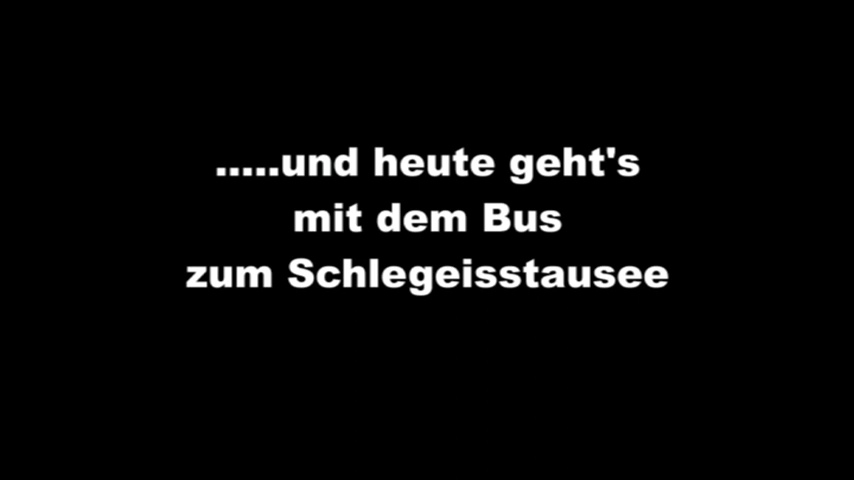 .....und heute geht's
mit dem Bus
zum Schlegeisstausee